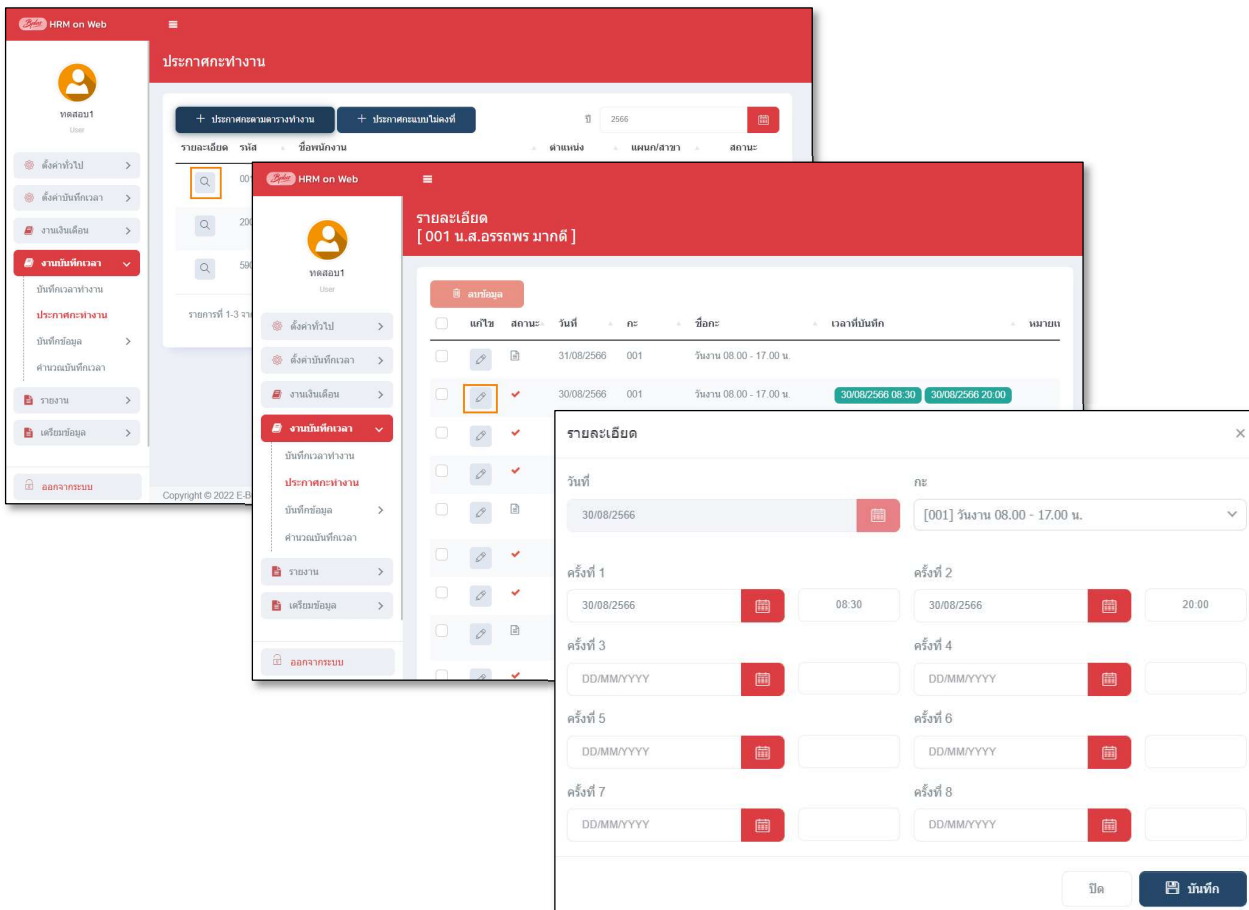 Byte HRM on Web
ประกาศกะทำงาน
ทดสอบ1
User
ตั้งค่าทั่วไป
ตั้งค่าบันทึกเวลา
งานเงินเดือน
งานบันทึกเวลา
บันทึกเวลาทำงาน
ประกาศกะทำงาน
บันทึกข้อมูล
คำนวณบันทึกเวลา
รายงาน
เตรียมข้อมูล
ออกจากระบบ
+ ประกาศกะตามตารางทำงาน + ประกาศกะแบบไม่คงที่ ปี 2566
รายละเอียด รหัส ชื่อพนักงาน ตำแหน่ง แผนก/สาขา สถานะ
001
200
590
รายการที่ 1-3 จาก
Copyright © 2022 E-B
HRM on Web
รายละเอียด
[ 001 น.ส.อรรถพร มากดี ]
ทดสอบ1
User
ตั้งค่าทั่วไป
ตั้งค่าบันทึกเวลา
งานเงินเดือน
งานบันทึกเวลา
บันทึกเวลาทำงาน
ประกาศกะทำงาน
บันทึกข้อมูล
คำนวณบันทึกเวลา
รายงาน
เตรียมข้อมูล
ออกจากระบบ
ลบข้อมูล
แก้ไข สถานะ วันที่ กะ ชื่อกะ เวลาที่บันทึก หมายเ
31/08/2566 001 วันงาน 08.00 - 17.00 น.
30/08/2566 001 วันงาน 08.00 - 17.00 น. 30/08/2566 08:30 30/08/2566 20:00
รายละเอียด ×
วันที่ กะ
30/08/2566 [001] วันงาน 08.00 - 17.00 น.
ครั้งที่ 1 ครั้งที่ 2
30/08/2566 08:30 30/08/2566 20:00
ครั้งที่ 3 ครั้งที่ 4
DD/MM/YYYY DD/MM/YYYY
ครั้งที่ 5 ครั้งที่ 6
DD/MM/YYYY DD/MM/YYYY
ครั้งที่ 7 ครั้งที่ 8
DD/MM/YYYY DD/MM/YYYY
ปิด บันทึก